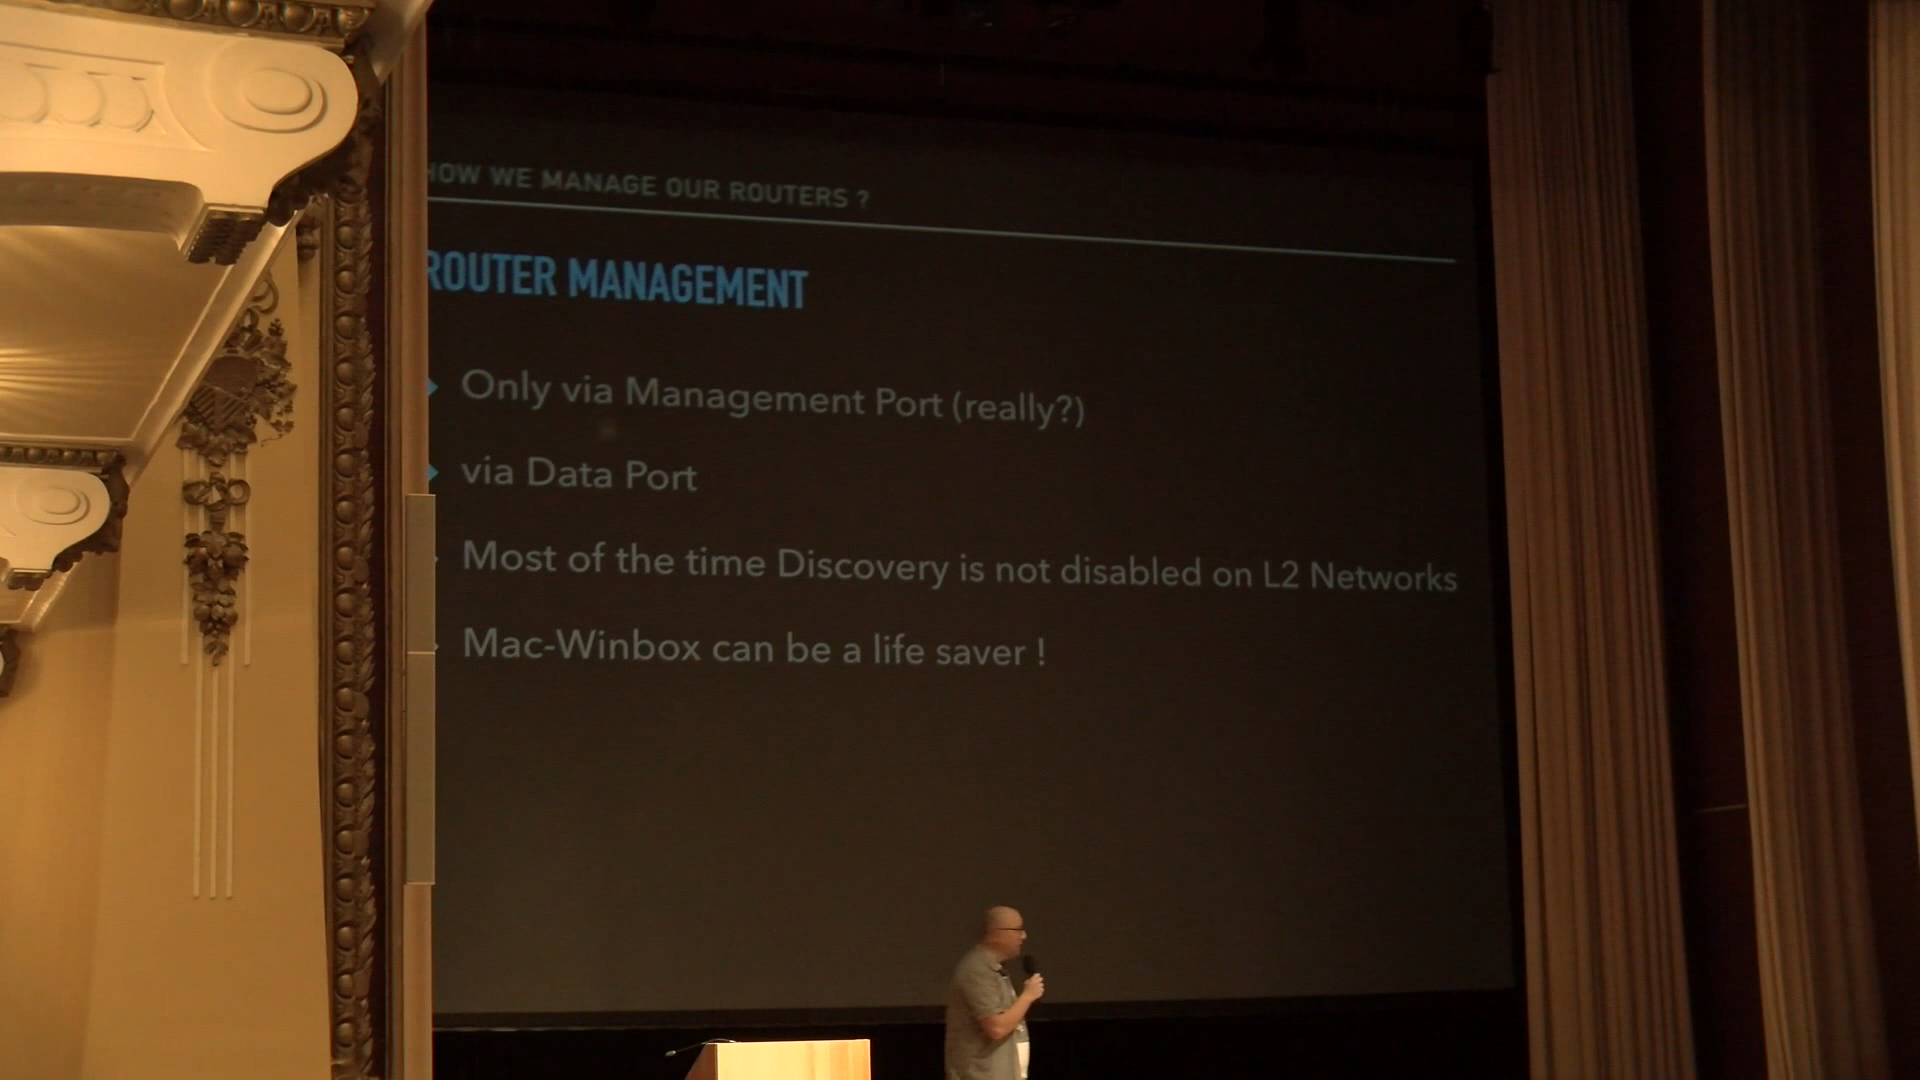 HOW WE MANAGE OUR ROUTERS ?
ROUTER MANAGEMENT
Only via Management Port (really?)
via Data Port
Most of the time Discovery is not disabled on L2 Networks
Mac-Winbox can be a life saver !